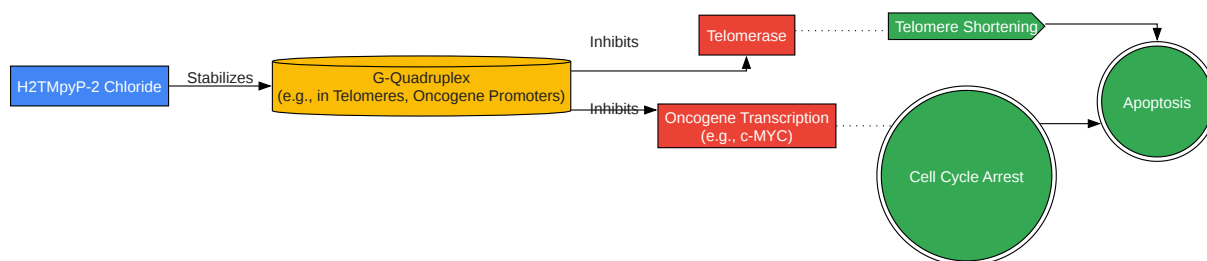 H2TMpyP-2 Chloride
Stabilizes
G-Quadruplex
(e.g., in Telomeres, Oncogene Promoters)
Inhibits
Telomerase
Telomere Shortening
Inhibits
Oncogene Transcription
(e.g., c-MYC)
Cell Cycle Arrest
Apoptosis